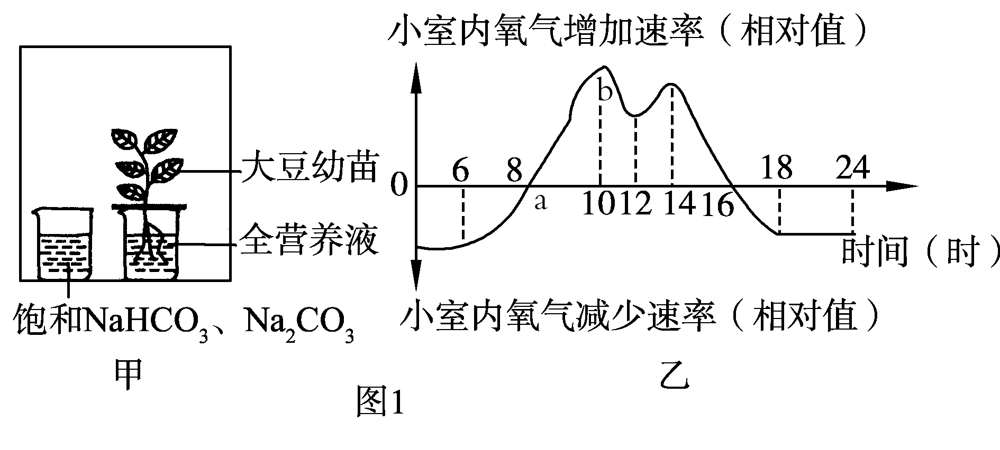 小室内氧气增加速率（相对值）
大豆幼苗
全营养液
饱和NaHCO₃、Na₂CO₃
甲
0
6
8
18
24
a
b
10
12
14
16
时间（时）
小室内氧气减少速率（相对值）
乙
图1